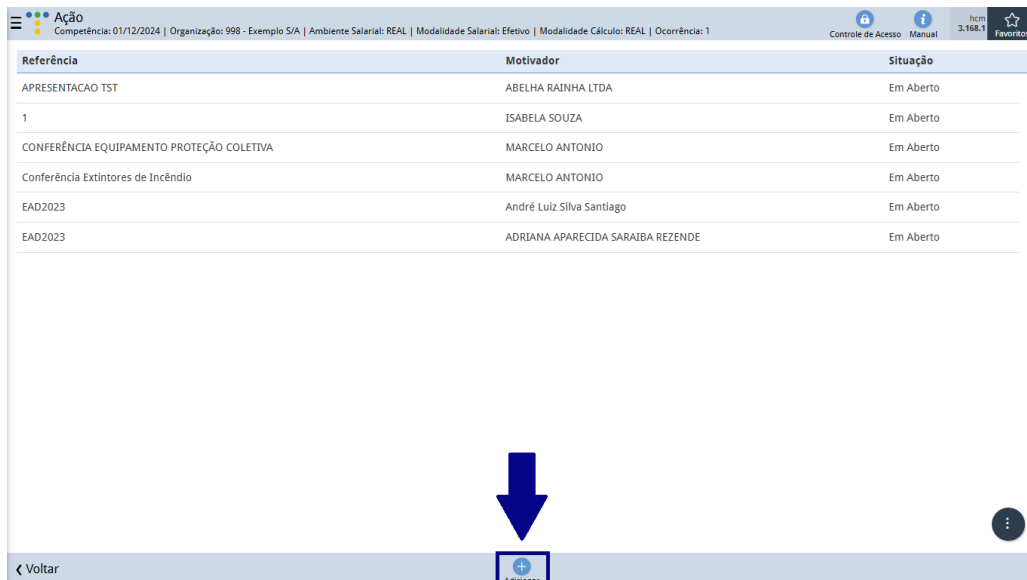 Ação
Competência: 01/12/2024 | Organização: 998 - Exemplo S/A | Ambiente Salarial: REAL | Modalidade Salarial: Efetivo | Modalidade Cálculo: REAL | Ocorrência: 1
Controle de Acesso
Manual
hcm
3.168.1
Favoritos
Referência Motivador Situação
APRESENTACAO TST ABELHA RAINHA LTDA Em Aberto
1 ISABELA SOUZA Em Aberto
CONFERÊNCIA EQUIPAMENTO PROTEÇÃO COLETIVA MARCELO ANTONIO Em Aberto
Conferência Extintores de Incêndio MARCELO ANTONIO Em Aberto
EAD2023 André Luiz Silva Santiago Em Aberto
EAD2023 ADRIANA APARECIDA SARAIBA REZENDE Em Aberto
Voltar
Adicionar